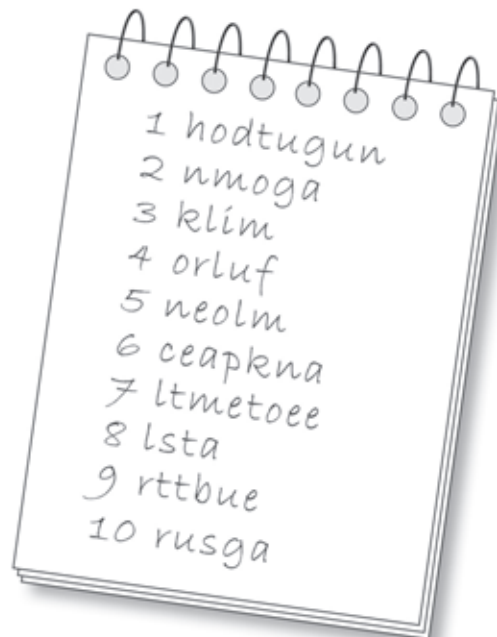 1 hodtugun
2 nmoga
3 klim
4 orluf
5 neolm
6 ceapkna
7 ltmetoee
8 lsta
9 rttbue
10 rusga